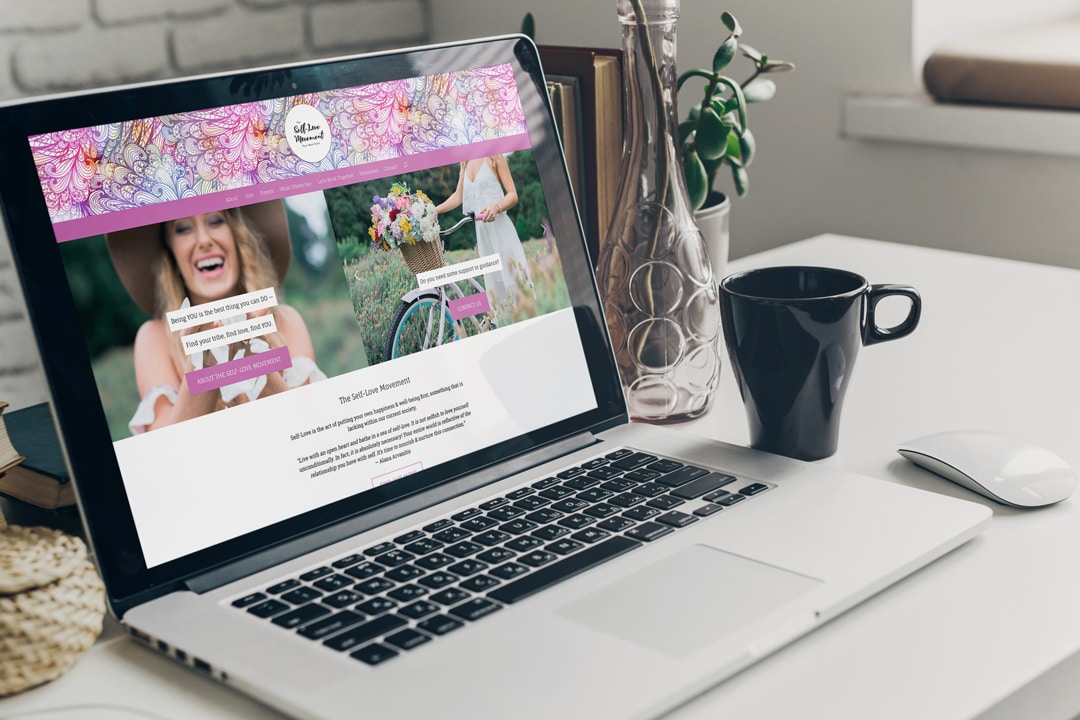 The
Self-Love
Movement
About Join Events What Others Say Let's Work Together Resources Contact
Being YOU is the best thing you can DO –
Find your tribe, find love, find YOU.
ABOUT THE SELF-LOVE MOVEMENT
Do you need some support or guidance?
CONTACT US
The Self-Love Movement
Self-Love is the act of putting your own happiness & well-being first, something that is
lacking within our current society.
"Live with an open heart and bathe in a sea of self-love. It is not selfish to love yourself
unconditionally. In fact, it is absolutely necessary! Your entire world is reflective of the
relationship you have with self. It's time to nourish & nurture this connection."
– Alana Arvanitis